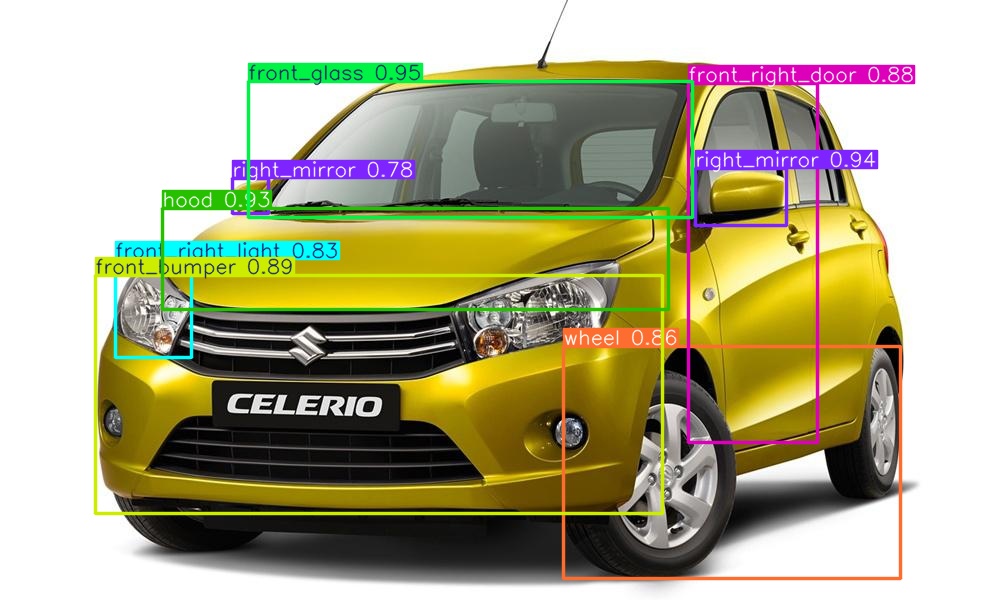 front_glass 0.95
front_right_door 0.88
right_mirror 0.78
right_mirror 0.94
hood 0.93
front_right_light 0.83
front_bumper 0.89
wheel 0.86
CELERIO